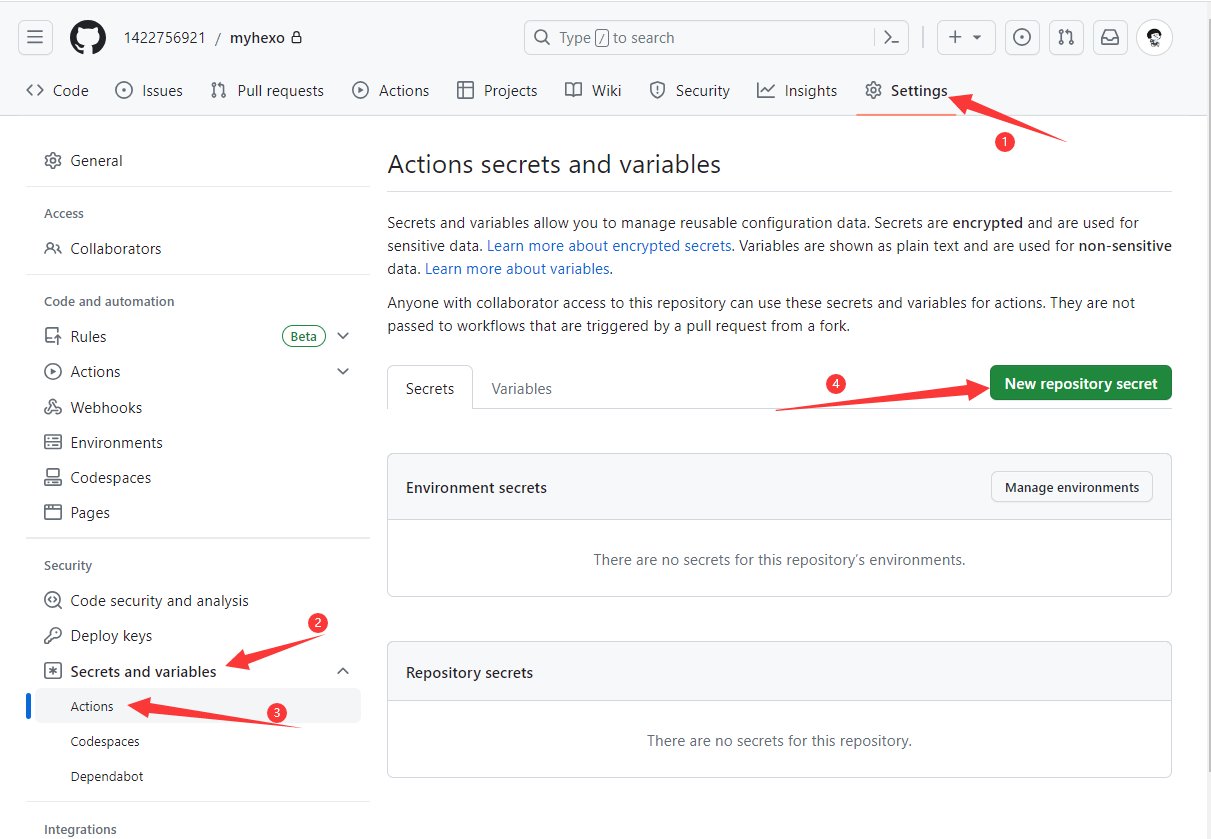 1422756921 / myhexo
Type / to search
Code
Issues
Pull requests
Actions
Projects
Wiki
Security
Insights
Settings
1
General
Access
Collaborators
Code and automation
Rules
Beta
Actions
Webhooks
Environments
Codespaces
Pages
Security
Code security and analysis
Deploy keys
2
Secrets and variables
Actions
3
Codespaces
Dependabot
Integrations
Actions secrets and variables
Secrets and variables allow you to manage reusable configuration data. Secrets are encrypted and are used for
sensitive data. Learn more about encrypted secrets. Variables are shown as plain text and are used for non-sensitive
data. Learn more about variables.
Anyone with collaborator access to this repository can use these secrets and variables for actions. They are not
passed to workflows that are triggered by a pull request from a fork.
Secrets
Variables
4
New repository secret
Environment secrets
Manage environments
There are no secrets for this repository's environments.
Repository secrets
There are no secrets for this repository.